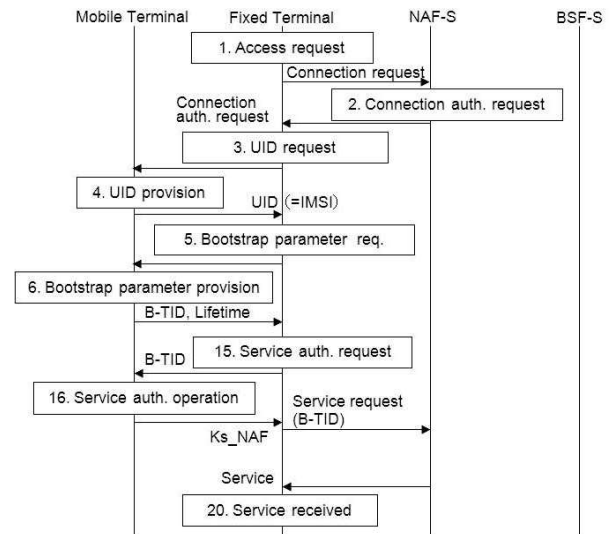 Mobile Terminal
Fixed Terminal
NAF-S
BSF-S
1. Access request
Connection request
2. Connection auth. request
Connection
auth. request
3. UID request
4. UID provision
UID (=IMSI)
5. Bootstrap parameter req.
6. Bootstrap parameter provision
B-TID, Lifetime
15. Service auth. request
B-TID
16. Service auth. operation
Service request
(B-TID)
Ks_NAF
Service
20. Service received